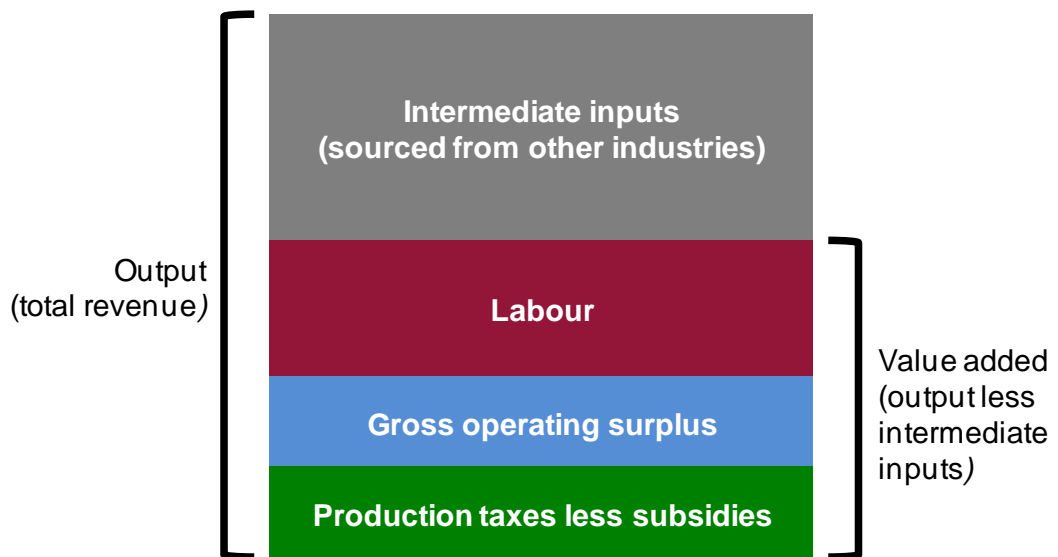 Intermediate inputs
(sourced from other industries)
Output
(total revenue)
Labour
Value added
(output less
intermediate
inputs)
Gross operating surplus
Production taxes less subsidies